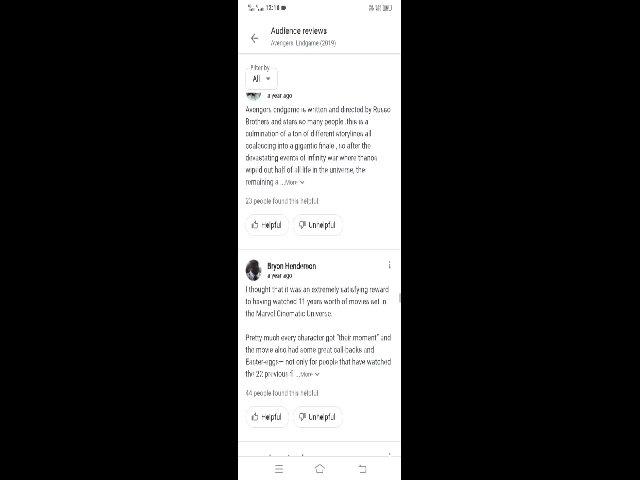 12:18
Audience reviews
Avengers: Endgame (2019)
Filter by
All
a year ago
Avengers endgame is written and directed by Russo
Brothers and stars so many people ,this is a
culmination of a ton of different storylines all
coalescing into a gigantic finale , so after the
devastating events of infinity war where thanos
wiped out half of all life in the universe, the
remaining a ...More
23 people found this helpful.
Helpful Unhelpful
Bryon Henderson
a year ago
I thought that it was an extremely satisfying reward
to having watched 11 years worth of movies set in
the Marvel Cinematic Universe.
Pretty much every character got "their moment" and
the movie also had some great call-backs and
Easter-eggs— not only for people that have watched
the 22 previous f ...More
44 people found this helpful.
Helpful Unhelpful